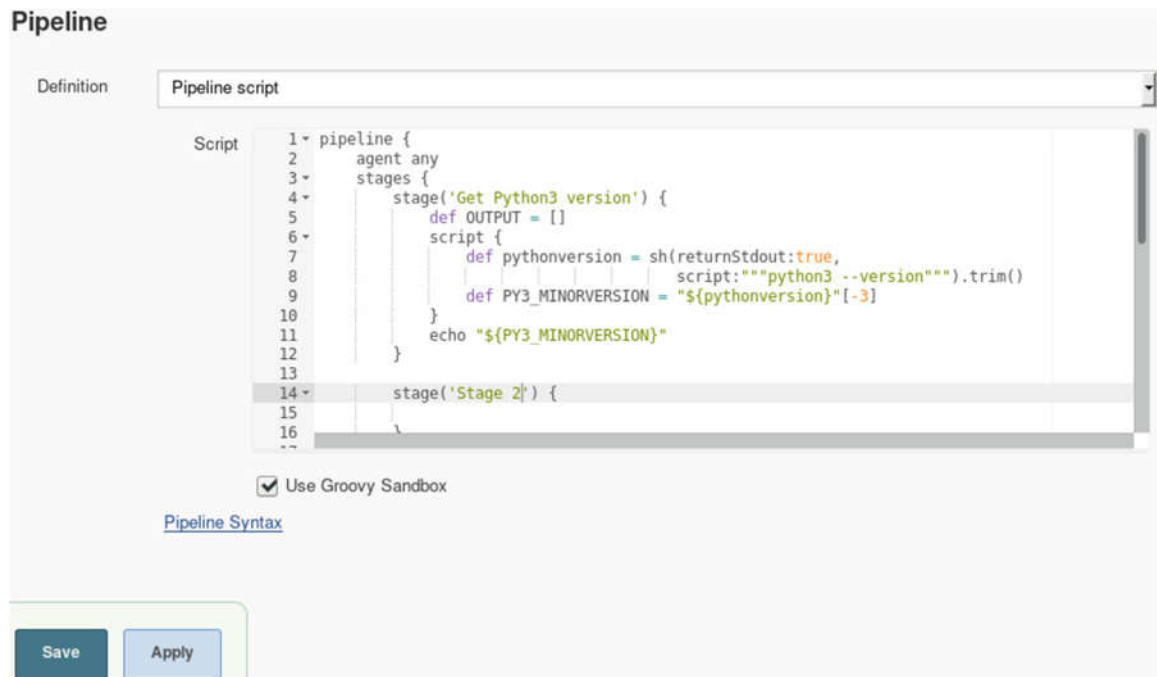 Pipeline
Definition
Pipeline script
Script
1 pipeline {
2     agent any
3     stages {
4         stage('Get Python3 version') {
5             def OUTPUT = []
6             script {
7                 def pythonversion = sh(returnStdout:true,
8                                        script:"""python3 --version""").trim()
9                 def PY3_MINORVERSION = "${pythonversion}"[-3]
10             }
11             echo "${PY3_MINORVERSION}"
12         }
13
14         stage('Stage 2') {
15
16         }
Use Groovy Sandbox
Pipeline Syntax
Save Apply